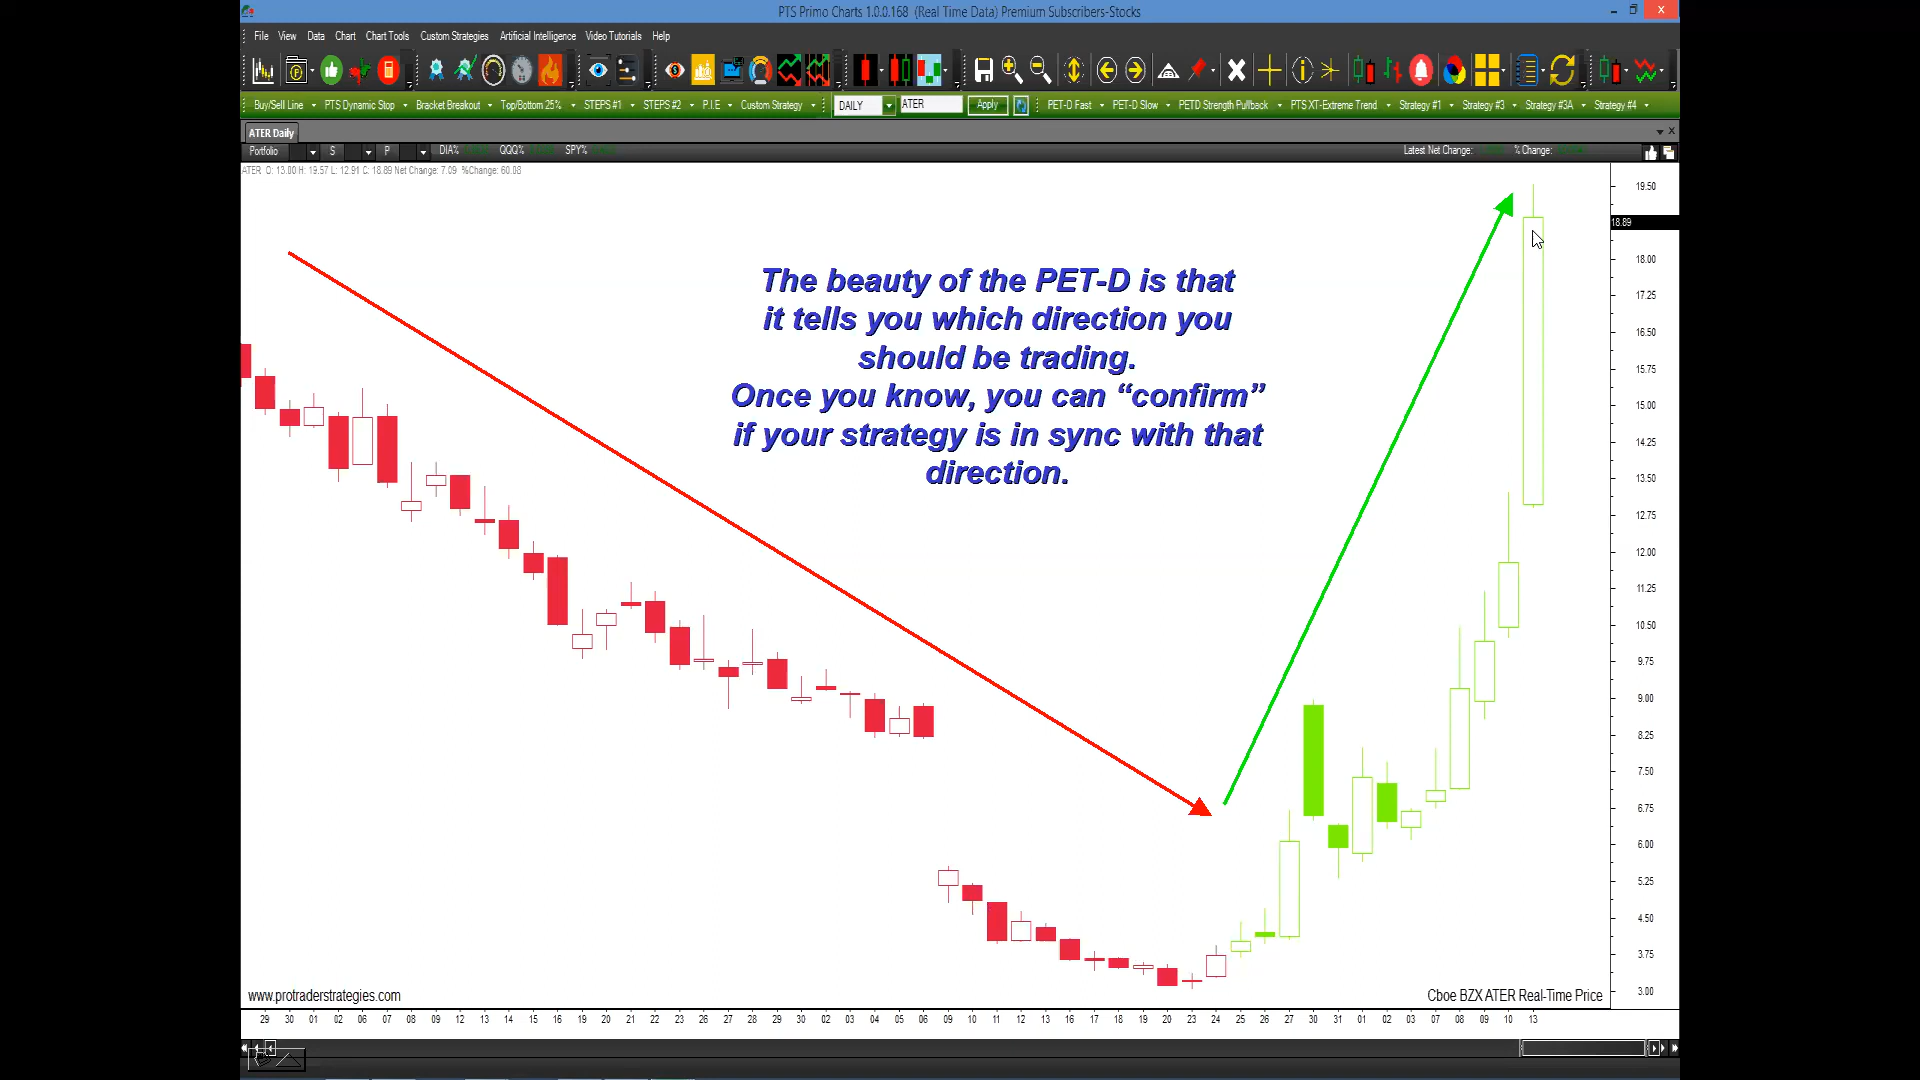 PTS Primo Charts 1.0.0.168 (Real Time Data) Premium Subscribers-Stocks
File View Data Chart Chart Tools Custom Strategies Artificial Intelligence Video Tutorials Help
Buy/Sell Line PTS Dynamic Stop Bracket Breakout Top/Bottom 25% STEPS #1 STEPS #2 P.I.E Custom Strategy DAILY ATER Apply PET-D Fast PET-D Slow PETD Strength Pullback PTS XT-Extreme Trend Strategy #1 Strategy #3 Strategy #3A Strategy #4
ATER Daily
Portfolio S P DIA% QQQ% SPY% Latest Net Change: % Change:
ATER O: 13.00 H: 19.57 L: 12.91 C: 18.89 Net Change: 7.09 %Change: 60.08
The beauty of the PET-D is that
it tells you which direction you
should be trading.
Once you know, you can “confirm”
if your strategy is in sync with that
direction.
19.50
18.89
18.00
17.25
16.50
15.75
15.00
14.25
13.50
12.75
12.00
11.25
10.50
9.75
9.00
8.25
7.50
6.75
6.00
5.25
4.50
3.75
3.00
www.protraderstrategies.com
Cboe BZX ATER Real-Time Price
29 30 01 02 06 07 08 09 12 13 14 15 16 19 20 21 22 23 26 27 28 29 30 02 03 04 05 06 09 10 11 12 13 16 17 18 19 20 23 24 25 26 27 30 31 01 02 03 07 08 09 10 13